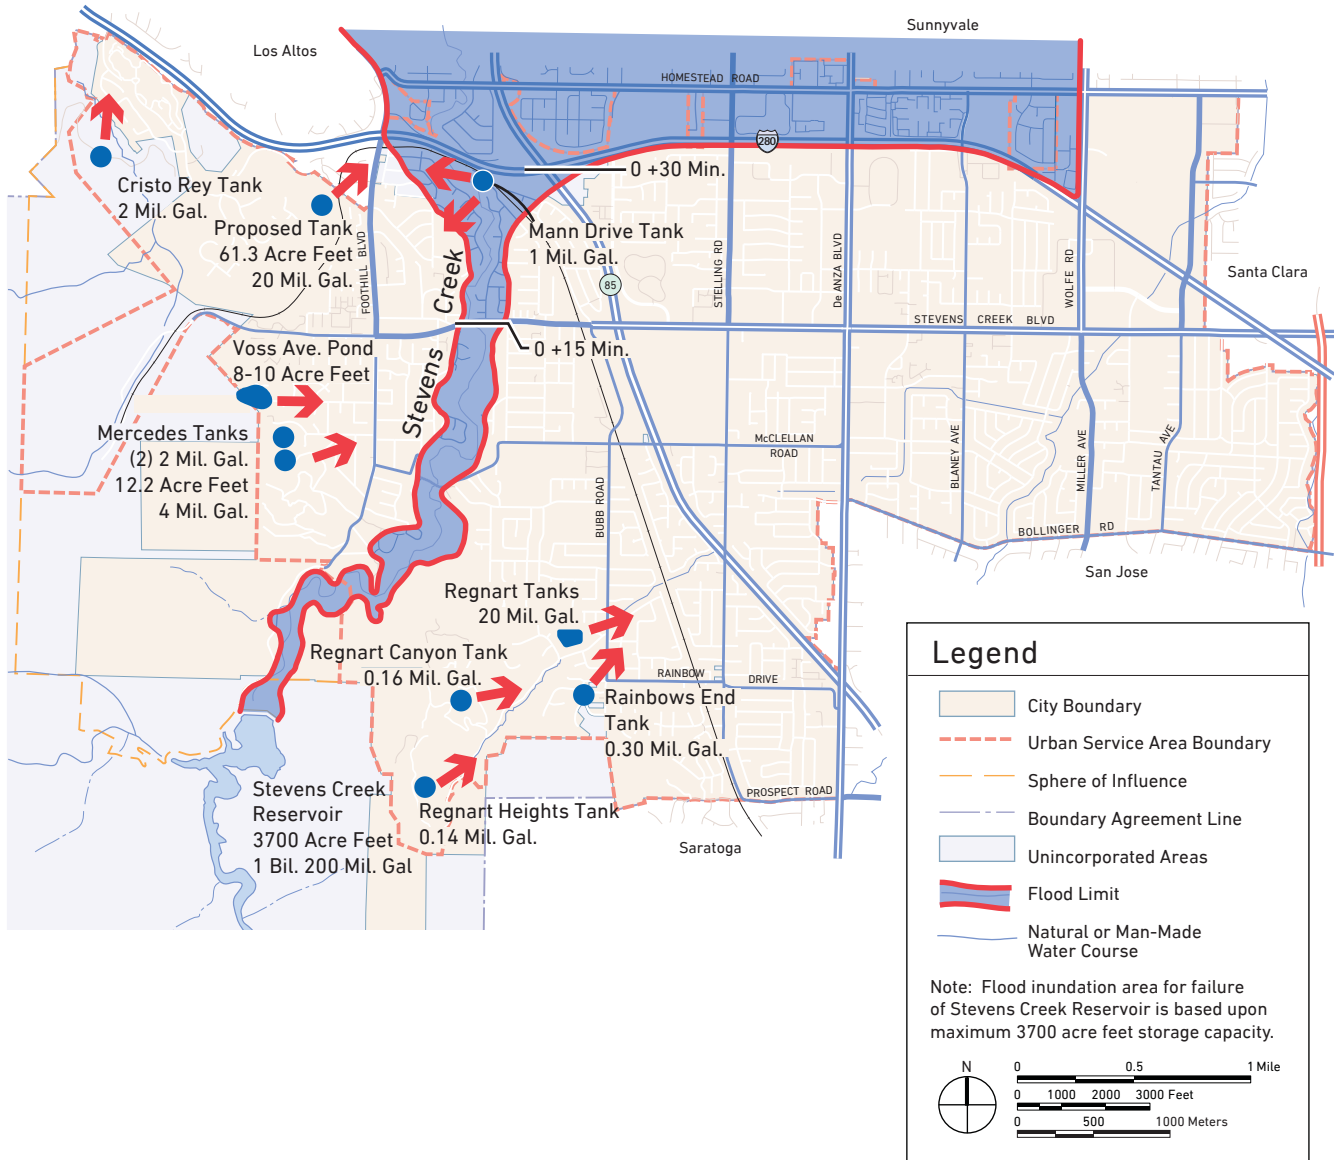 Sunnyvale
Los Altos
HOMESTEAD ROAD
280
0 +30 Min.
Cristo Rey Tank
2 Mil. Gal.
Proposed Tank
61.3 Acre Feet
20 Mil. Gal.
Mann Drive Tank
1 Mil. Gal.
FOOTHILL BLVD
Creek
Stevens
85
STELLING RD
De ANZA BLVD
WOLFE RD
Santa Clara
STEVENS CREEK BLVD
0 +15 Min.
Voss Ave. Pond
8-10 Acre Feet
Mercedes Tanks
(2) 2 Mil. Gal.
12.2 Acre Feet
4 Mil. Gal.
McCLELLAN
ROAD
BUBB ROAD
BLANEY AVE
MILLER AVE
TANTAU AVE
BOLLINGER RD
San Jose
Regnart Tanks
20 Mil. Gal.
Regnart Canyon Tank
0.16 Mil. Gal.
RAINBOW DRIVE
Rainbows End
Tank
0.30 Mil. Gal.
Stevens Creek
Reservoir
3700 Acre Feet
1 Bil. 200 Mil. Gal
Regnart Heights Tank
0.14 Mil. Gal.
PROSPECT ROAD
Saratoga
Legend
City Boundary
Urban Service Area Boundary
Sphere of Influence
Boundary Agreement Line
Unincorporated Areas
Flood Limit
Natural or Man-Made
Water Course
Note: Flood inundation area for failure
of Stevens Creek Reservoir is based upon
maximum 3700 acre feet storage capacity.
N
0 0.5 1 Mile
0 1000 2000 3000 Feet
0 500 1000 Meters